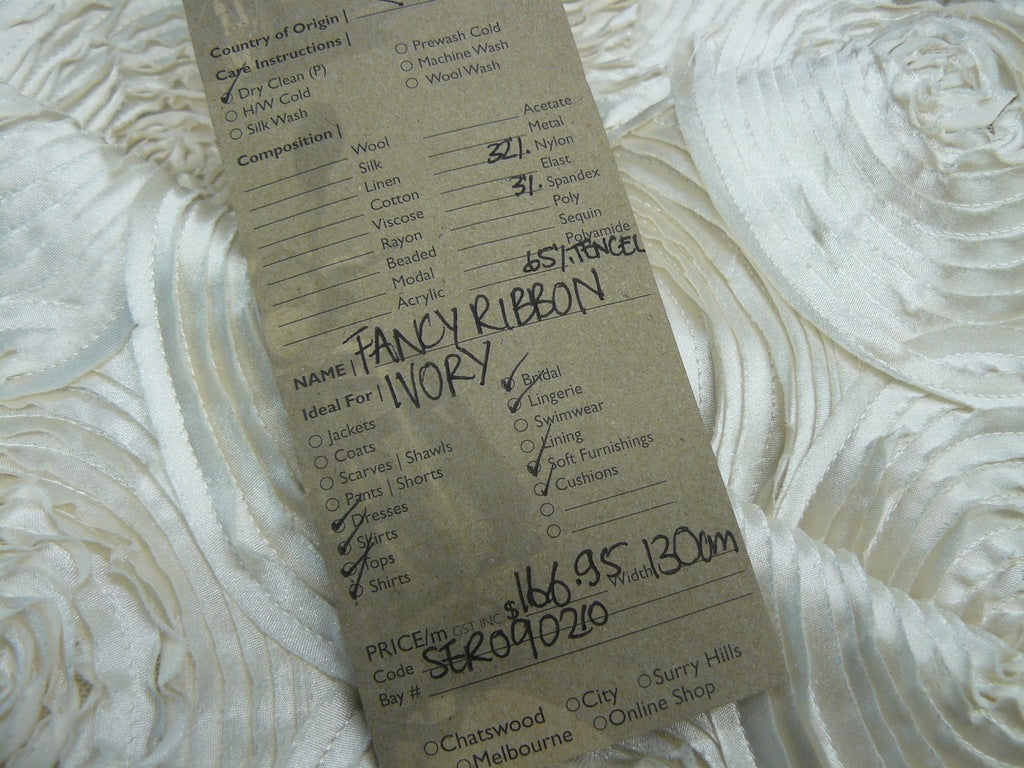 Country of Origin |
Care Instructions |
Dry Clean (P)
H/W Cold
Silk Wash
Prewash Cold
Machine Wash
Wool Wash
Composition |
Wool
Silk
Linen
Cotton
Viscose
Rayon
Beaded
Modal
Acrylic
Acetate
Metal
32% Nylon
Elast
3% Spandex
Poly
Sequin
Polyamide
65% TENCEL
NAME | FANCY RIBBON
Ideal For | IVORY
Jackets
Coats
Scarves | Shawls
Pants | Shorts
Dresses
Skirts
Tops
Shirts
Bridal
Lingerie
Swimwear
Lining
Soft Furnishings
Cushions
PRICE/m GST INC $166.95 Width 130cm
Code SER090210
Bay #
Chatswood City Surry Hills
Melbourne Online Shop